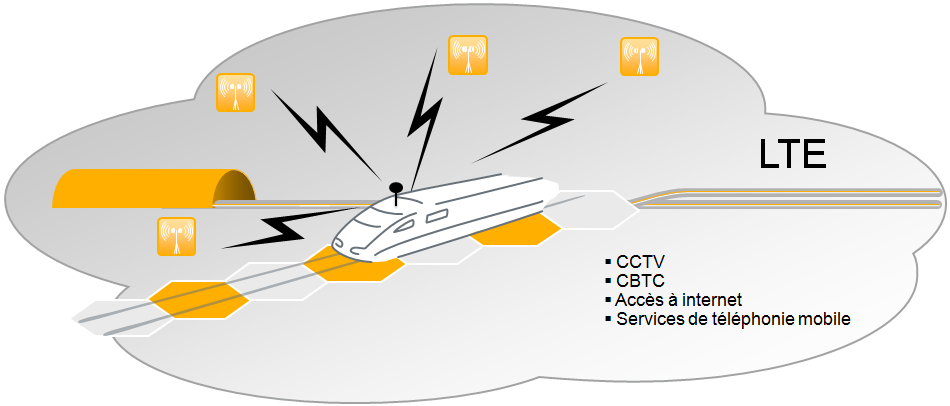 LTE
▪ CCTV
▪ CBTC
▪ Accès à internet
▪ Services de téléphonie mobile